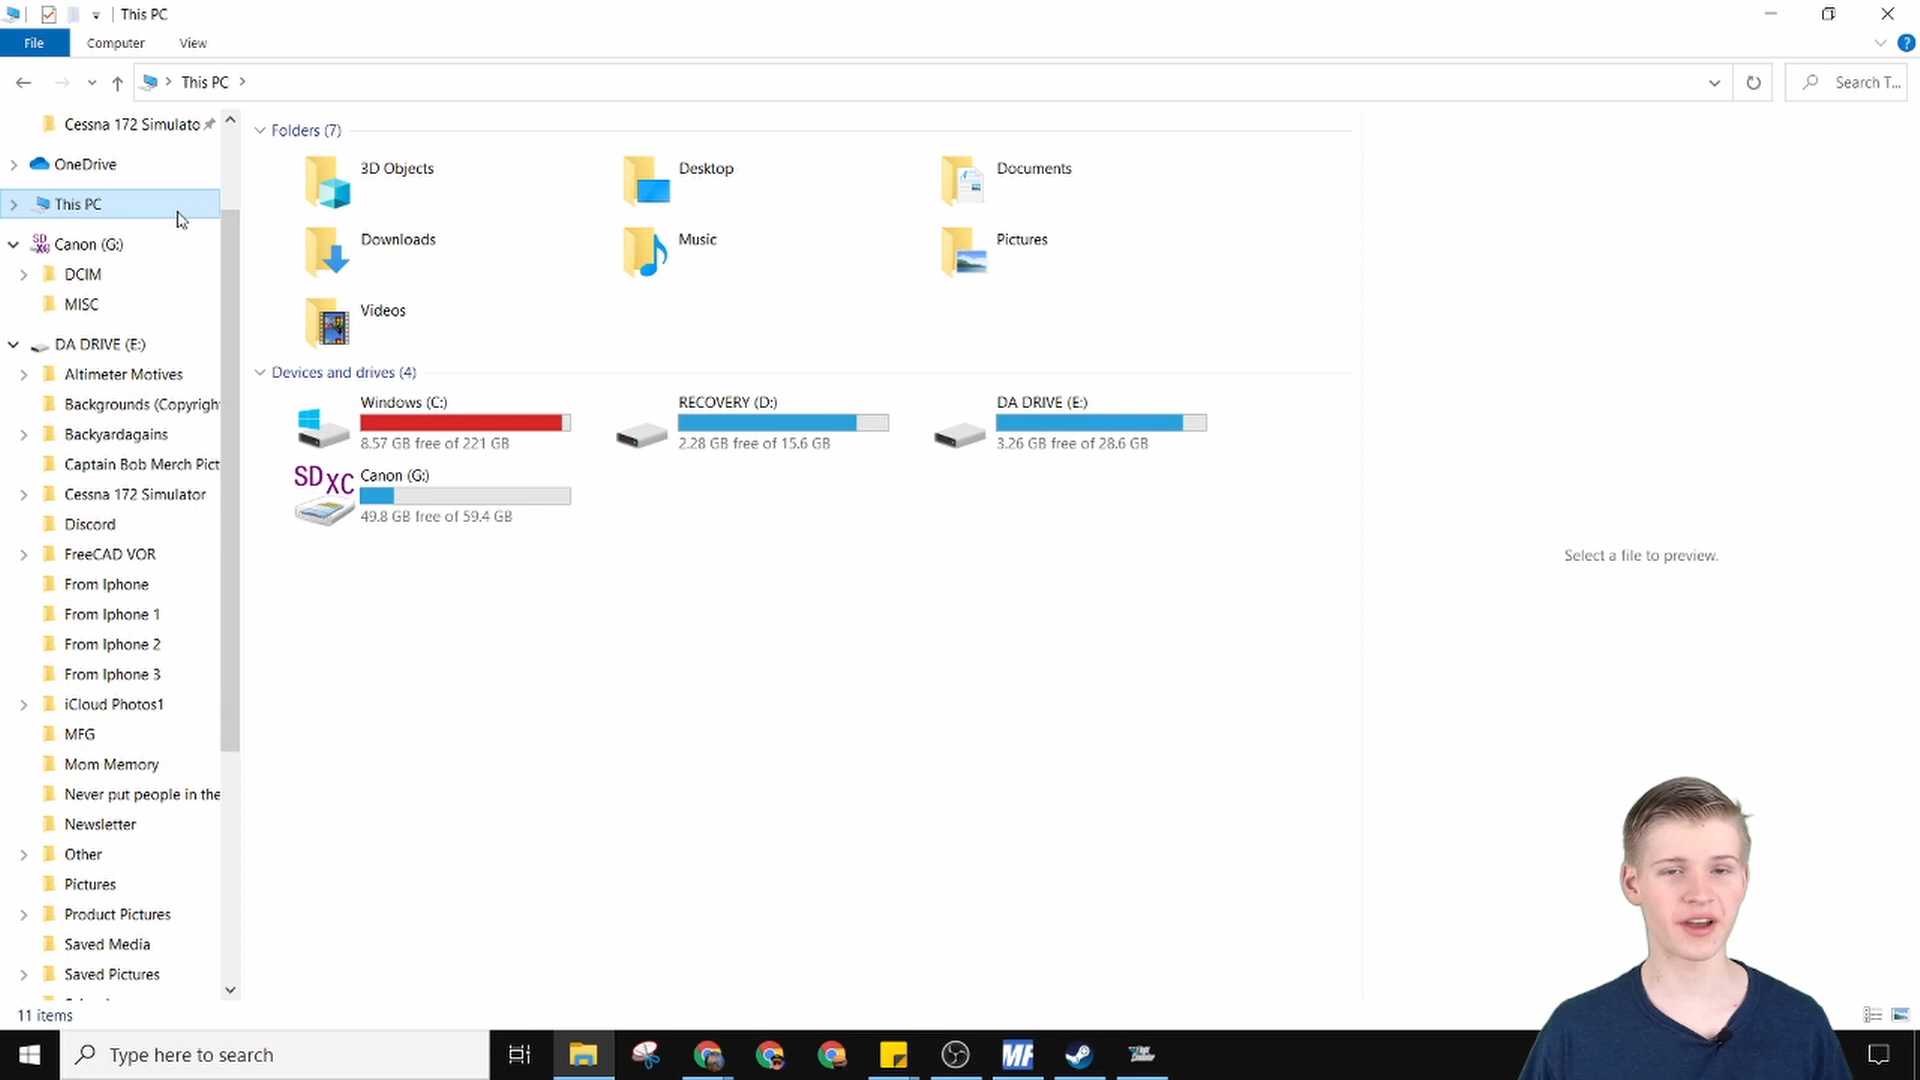 This PC
File
Computer
View
This PC
Search T...
Cessna 172 Simulato
OneDrive
This PC
Canon (G:)
DCIM
MISC
DA DRIVE (E:)
Altimeter Motives
Backgrounds (Copyrigh
Backyardagains
Captain Bob Merch Pict
Cessna 172 Simulator
Discord
FreeCAD VOR
From Iphone
From Iphone 1
From Iphone 2
From Iphone 3
iCloud Photos1
MFG
Mom Memory
Never put people in the
Newsletter
Other
Pictures
Product Pictures
Saved Media
Saved Pictures
Folders (7)
3D Objects
Desktop
Documents
Downloads
Music
Pictures
Videos
Devices and drives (4)
Windows (C:)
8.57 GB free of 221 GB
RECOVERY (D:)
2.28 GB free of 15.6 GB
DA DRIVE (E:)
3.26 GB free of 28.6 GB
SDXC
Canon (G:)
49.8 GB free of 59.4 GB
Select a file to preview.
11 items
Type here to search
MF